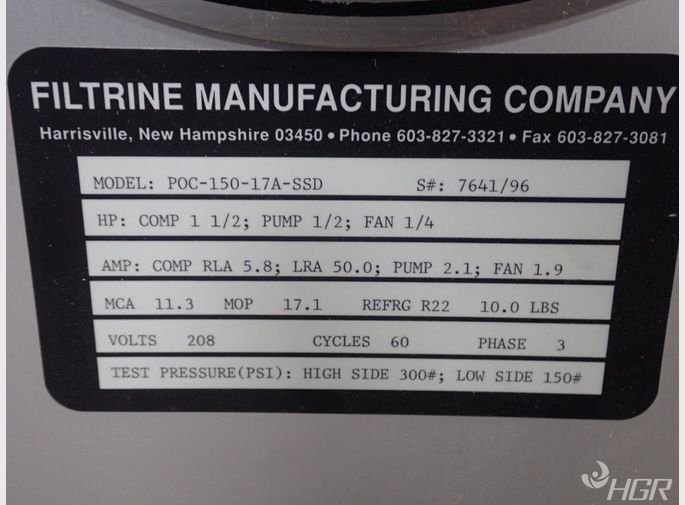 FILTRINE MANUFACTURING COMPANY
Harrisville, New Hampshire 03450 • Phone 603-827-3321 • Fax 603-827-3081
MODEL: POC-150-17A-SSD S#: 7641/96
HP: COMP 1 1/2; PUMP 1/2; FAN 1/4
AMP: COMP RLA 5.8; LRA 50.0; PUMP 2.1; FAN 1.9
MCA 11.3 MOP 17.1 REFRG R22 10.0 LBS
VOLTS 208 CYCLES 60 PHASE 3
TEST PRESSURE(PSI): HIGH SIDE 300#; LOW SIDE 150#
HGR